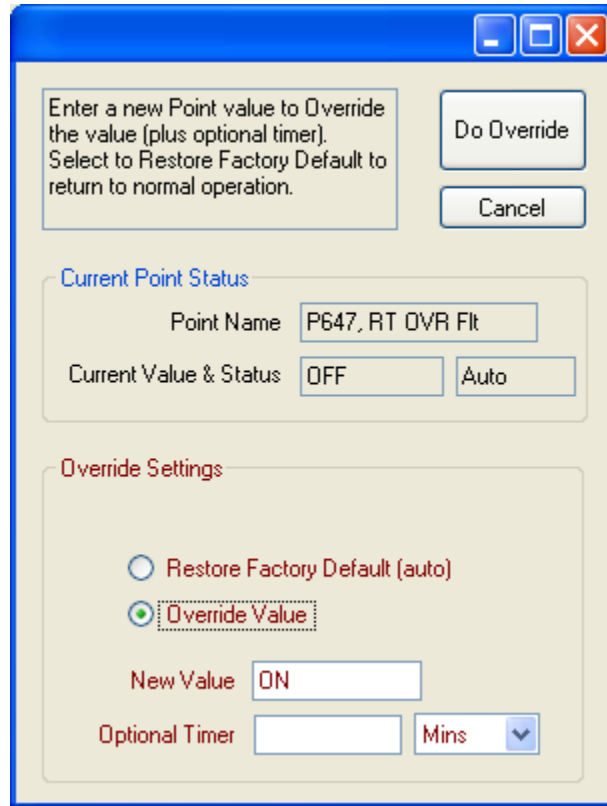 Enter a new Point value to Override
the value (plus optional timer).
Select to Restore Factory Default to
return to normal operation.
Do Override
Cancel
Current Point Status
Point Name P647, RT OVR Flt
Current Value & Status OFF Auto
Override Settings
Restore Factory Default (auto)
Override Value
New Value ON
Optional Timer Mins